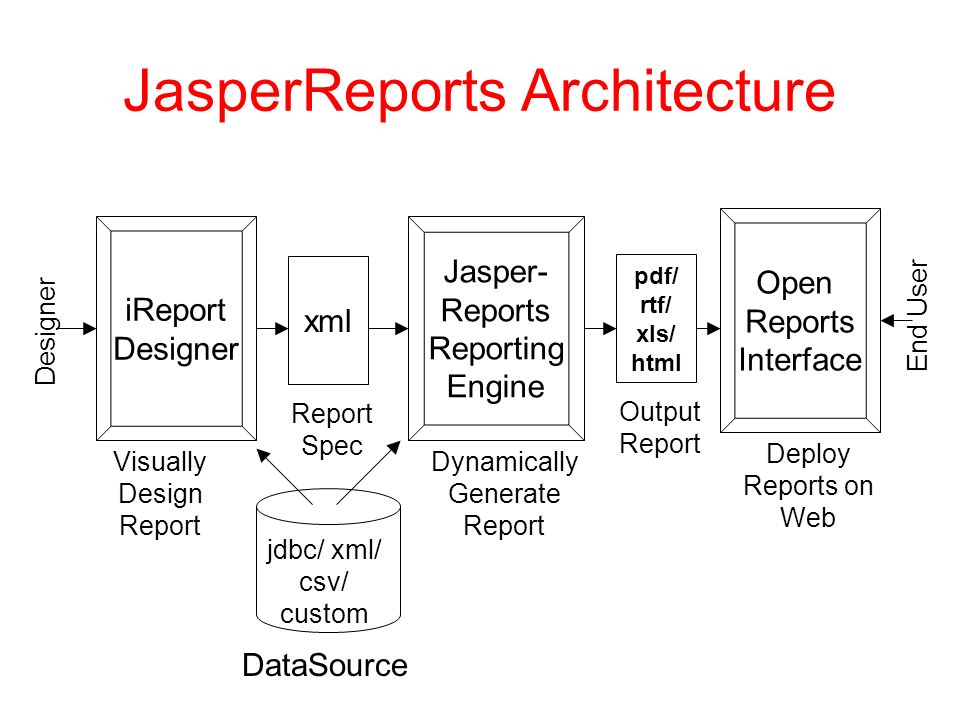 JasperReports Architecture
Designer
iReport
Designer
Visually
Design
Report
xml
Report
Spec
Jasper-
Reports
Reporting
Engine
Dynamically
Generate
Report
pdf/
rtf/
xls/
html
Output
Report
Open
Reports
Interface
Deploy
Reports on
Web
End User
jdbc/ xml/
csv/
custom
DataSource